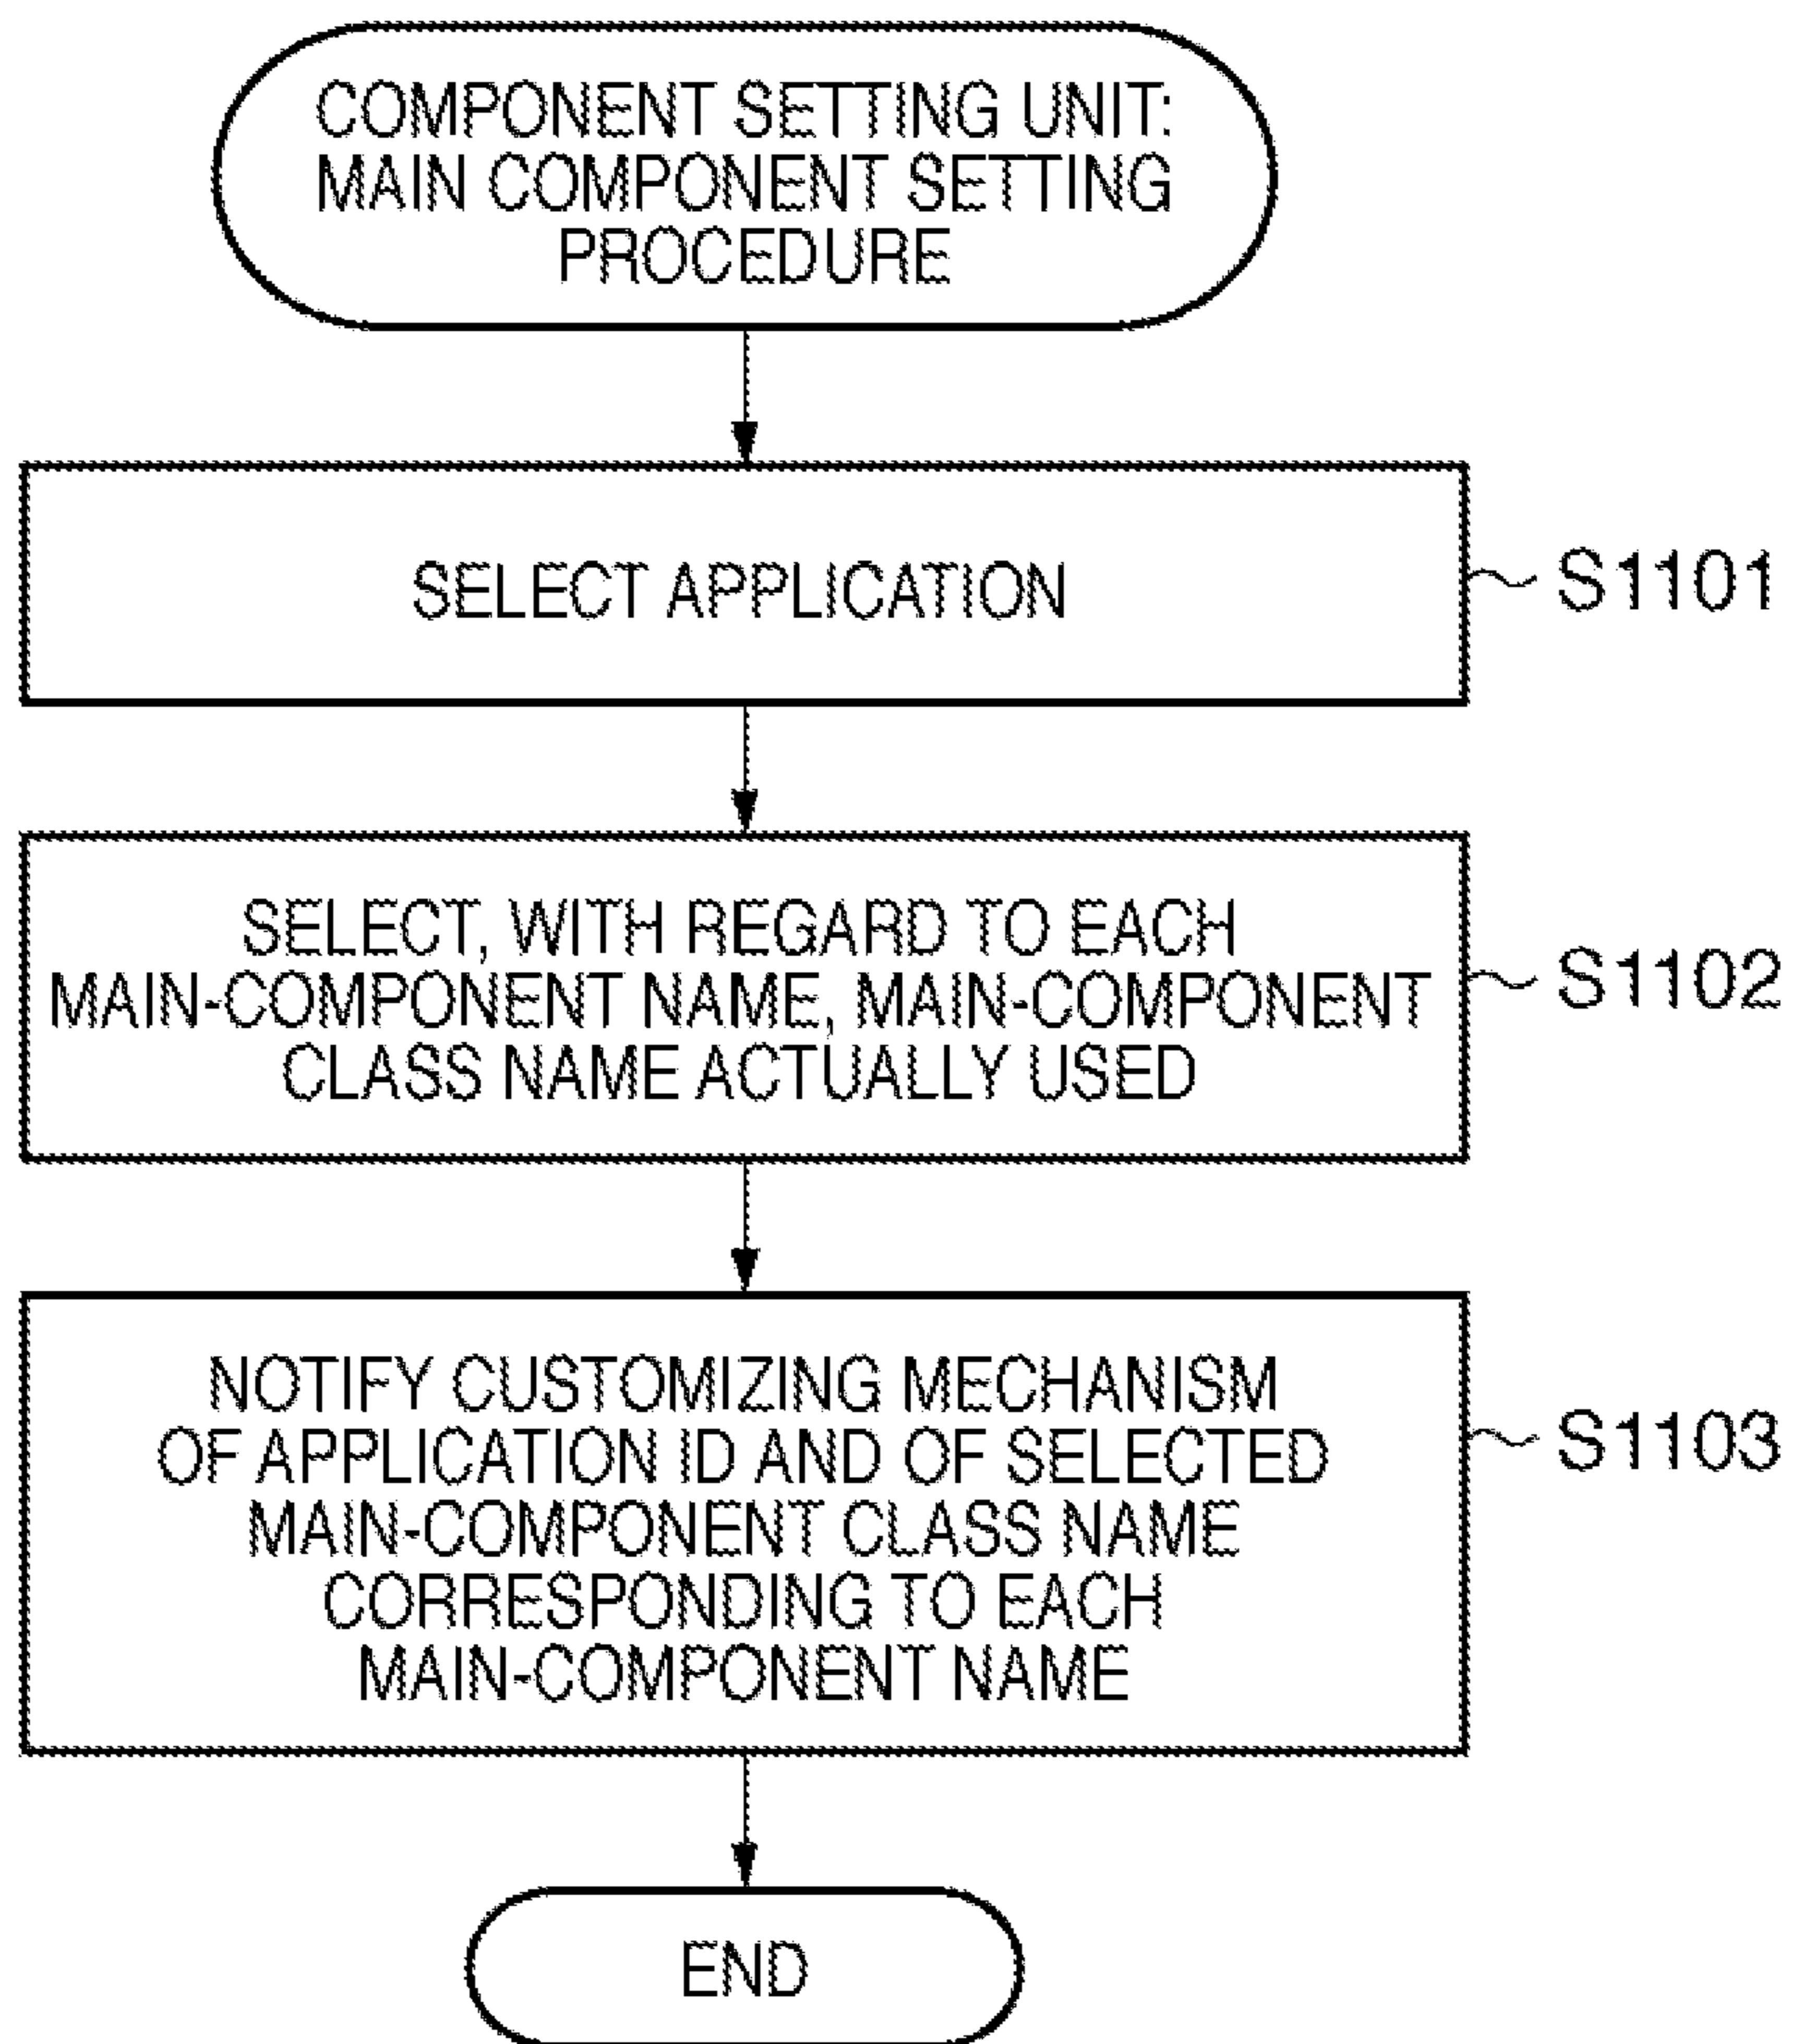 COMPONENT SETTING UNIT:
MAIN COMPONENT SETTING
PROCEDURE
SELECT APPLICATION
S1101
SELECT, WITH REGARD TO EACH
MAIN-COMPONENT NAME, MAIN-COMPONENT
CLASS NAME ACTUALLY USED
S1102
NOTIFY CUSTOMIZING MECHANISM
OF APPLICATION ID AND OF SELECTED
MAIN-COMPONENT CLASS NAME
CORRESPONDING TO EACH
MAIN-COMPONENT NAME
S1103
END